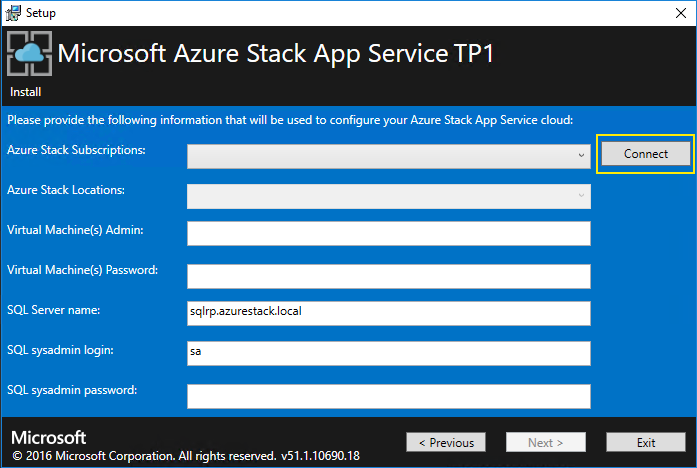 Setup
Microsoft Azure Stack App Service TP1
Install
Please provide the following information that will be used to configure your Azure Stack App Service cloud:
Azure Stack Subscriptions:
Connect
Azure Stack Locations:
Virtual Machine(s) Admin:
Virtual Machine(s) Password:
SQL Server name: sqlrp.azurestack.local
SQL sysadmin login: sa
SQL sysadmin password:
Microsoft
© 2016 Microsoft Corporation. All rights reserved. v51.1.10690.18
< Previous Next > Exit